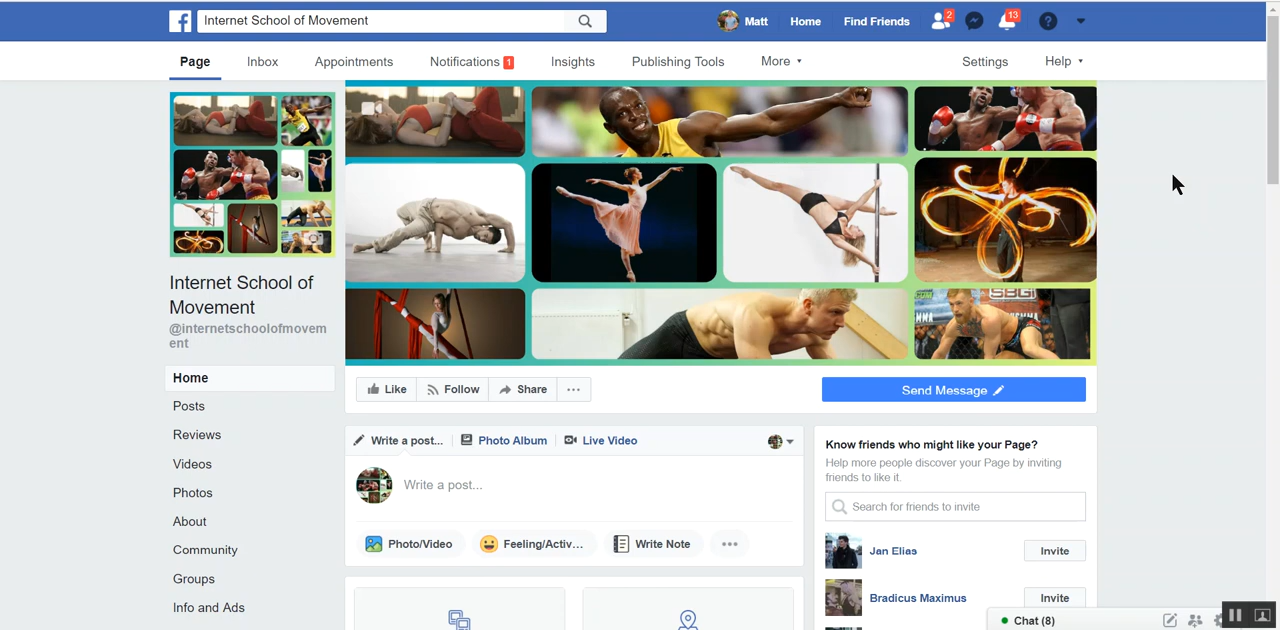 Internet School of Movement
Matt Home Find Friends 2 13
Page Inbox Appointments Notifications 1 Insights Publishing Tools More Settings Help
Internet School of
Movement
@internetschoolofmovem
ent
Home
Posts
Reviews
Videos
Photos
About
Community
Groups
Info and Ads
Like Follow Share
Send Message
Write a post... Photo Album Live Video
Write a post...
Photo/Video Feeling/Activ... Write Note
Know friends who might like your Page?
Help more people discover your Page by inviting
friends to like it.
Search for friends to invite
Jan Elias Invite
Bradicus Maximus Invite
Chat (8)